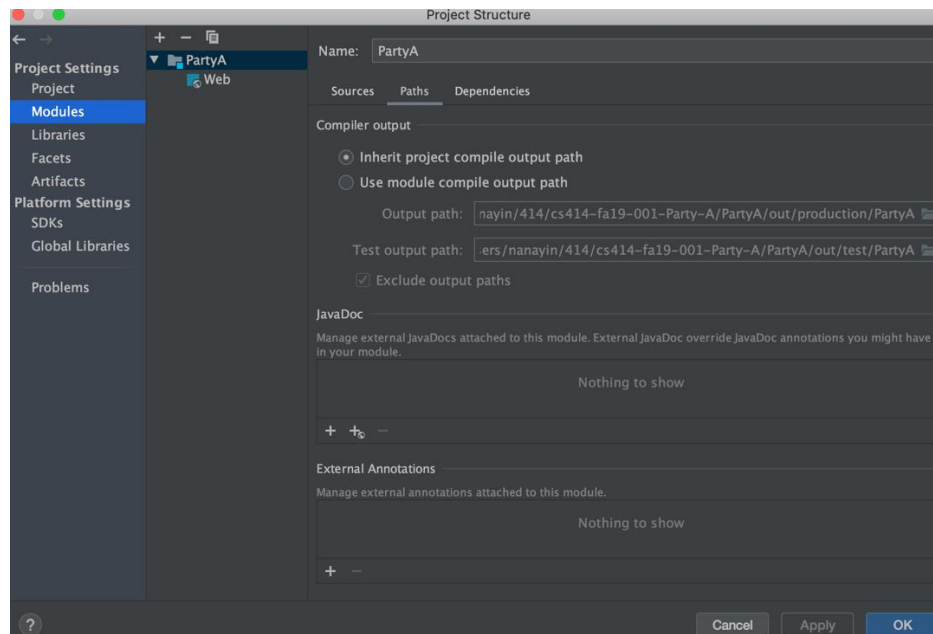 Project Structure
Project Settings
Project
Modules
Libraries
Facets
Artifacts
Platform Settings
SDKs
Global Libraries
Problems
PartyA
Web
Name: PartyA
Sources Paths Dependencies
Compiler output
Inherit project compile output path
Use module compile output path
Output path: nayin/414/cs414-fa19-001-Party-A/PartyA/out/production/PartyA
Test output path: ers/nanayin/414/cs414-fa19-001-Party-A/PartyA/out/test/PartyA
Exclude output paths
JavaDoc
Manage external JavaDocs attached to this module. External JavaDoc override JavaDoc annotations you might have
in your module.
Nothing to show
External Annotations
Manage external annotations attached to this module.
Nothing to show
?
Cancel Apply OK